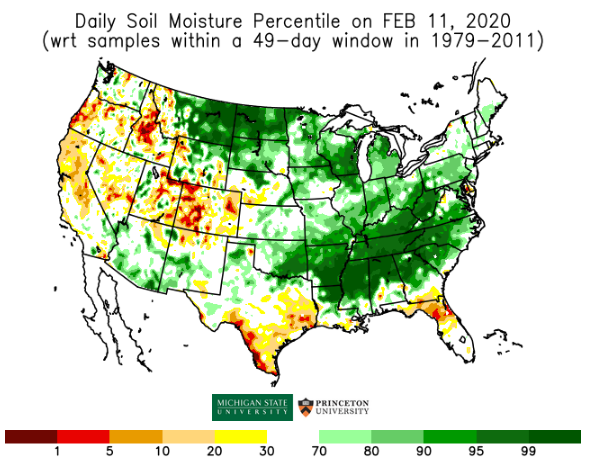 Daily Soil Moisture Percentile on FEB 11, 2020
(wrt samples within a 49-day window in 1979-2011)
MICHIGAN STATE PRINCETON
UNIVERSITY UNIVERSITY
1 5 10 20 30 70 80 90 95 99